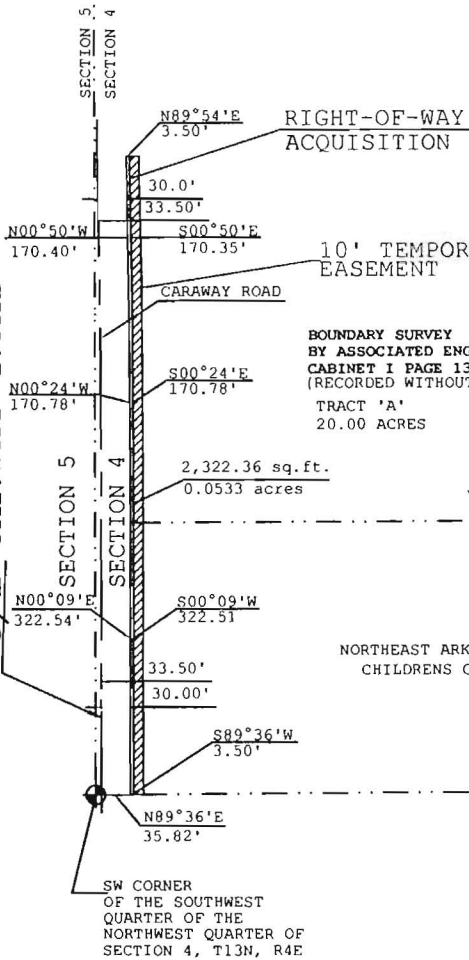 SECTION 5
SECTION 4
N89°54'E
3.50'
RIGHT-OF-WAY
ACQUISITION
30.0'
33.50'
N00°50'W
170.40'
S00°50'E
170.35'
10' TEMPOR
EASEMENT
CARAWAY ROAD
BOUNDARY SURVEY
BY ASSOCIATED ENG
CABINET I PAGE 13
(RECORDED WITHOUT
TRACT 'A'
20.00 ACRES
N00°24'W
170.78'
S00°24'E
170.78'
2,322.36 sq.ft.
0.0533 acres
SECTION 5
SECTION 4
N00°09'E
322.54'
S00°09'W
322.51
NORTHEAST ARK
CHILDRENS C
33.50'
30.00'
S89°36'W
3.50'
N89°36'E
35.82'
SW CORNER
OF THE SOUTHWEST
QUARTER OF THE
NORTHWEST QUARTER OF
SECTION 4, T13N, R4E